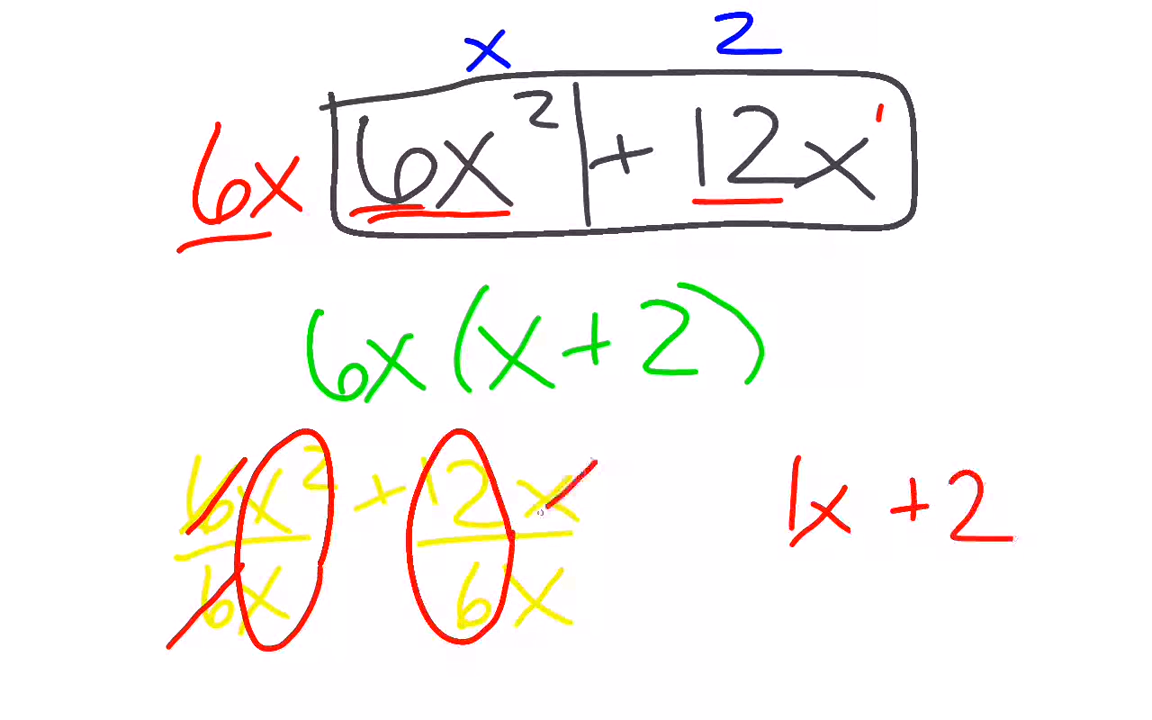 x 2
6x 6x² + 12x¹
6x(x+2)
6x² + 12x 1x + 2
6x 6x